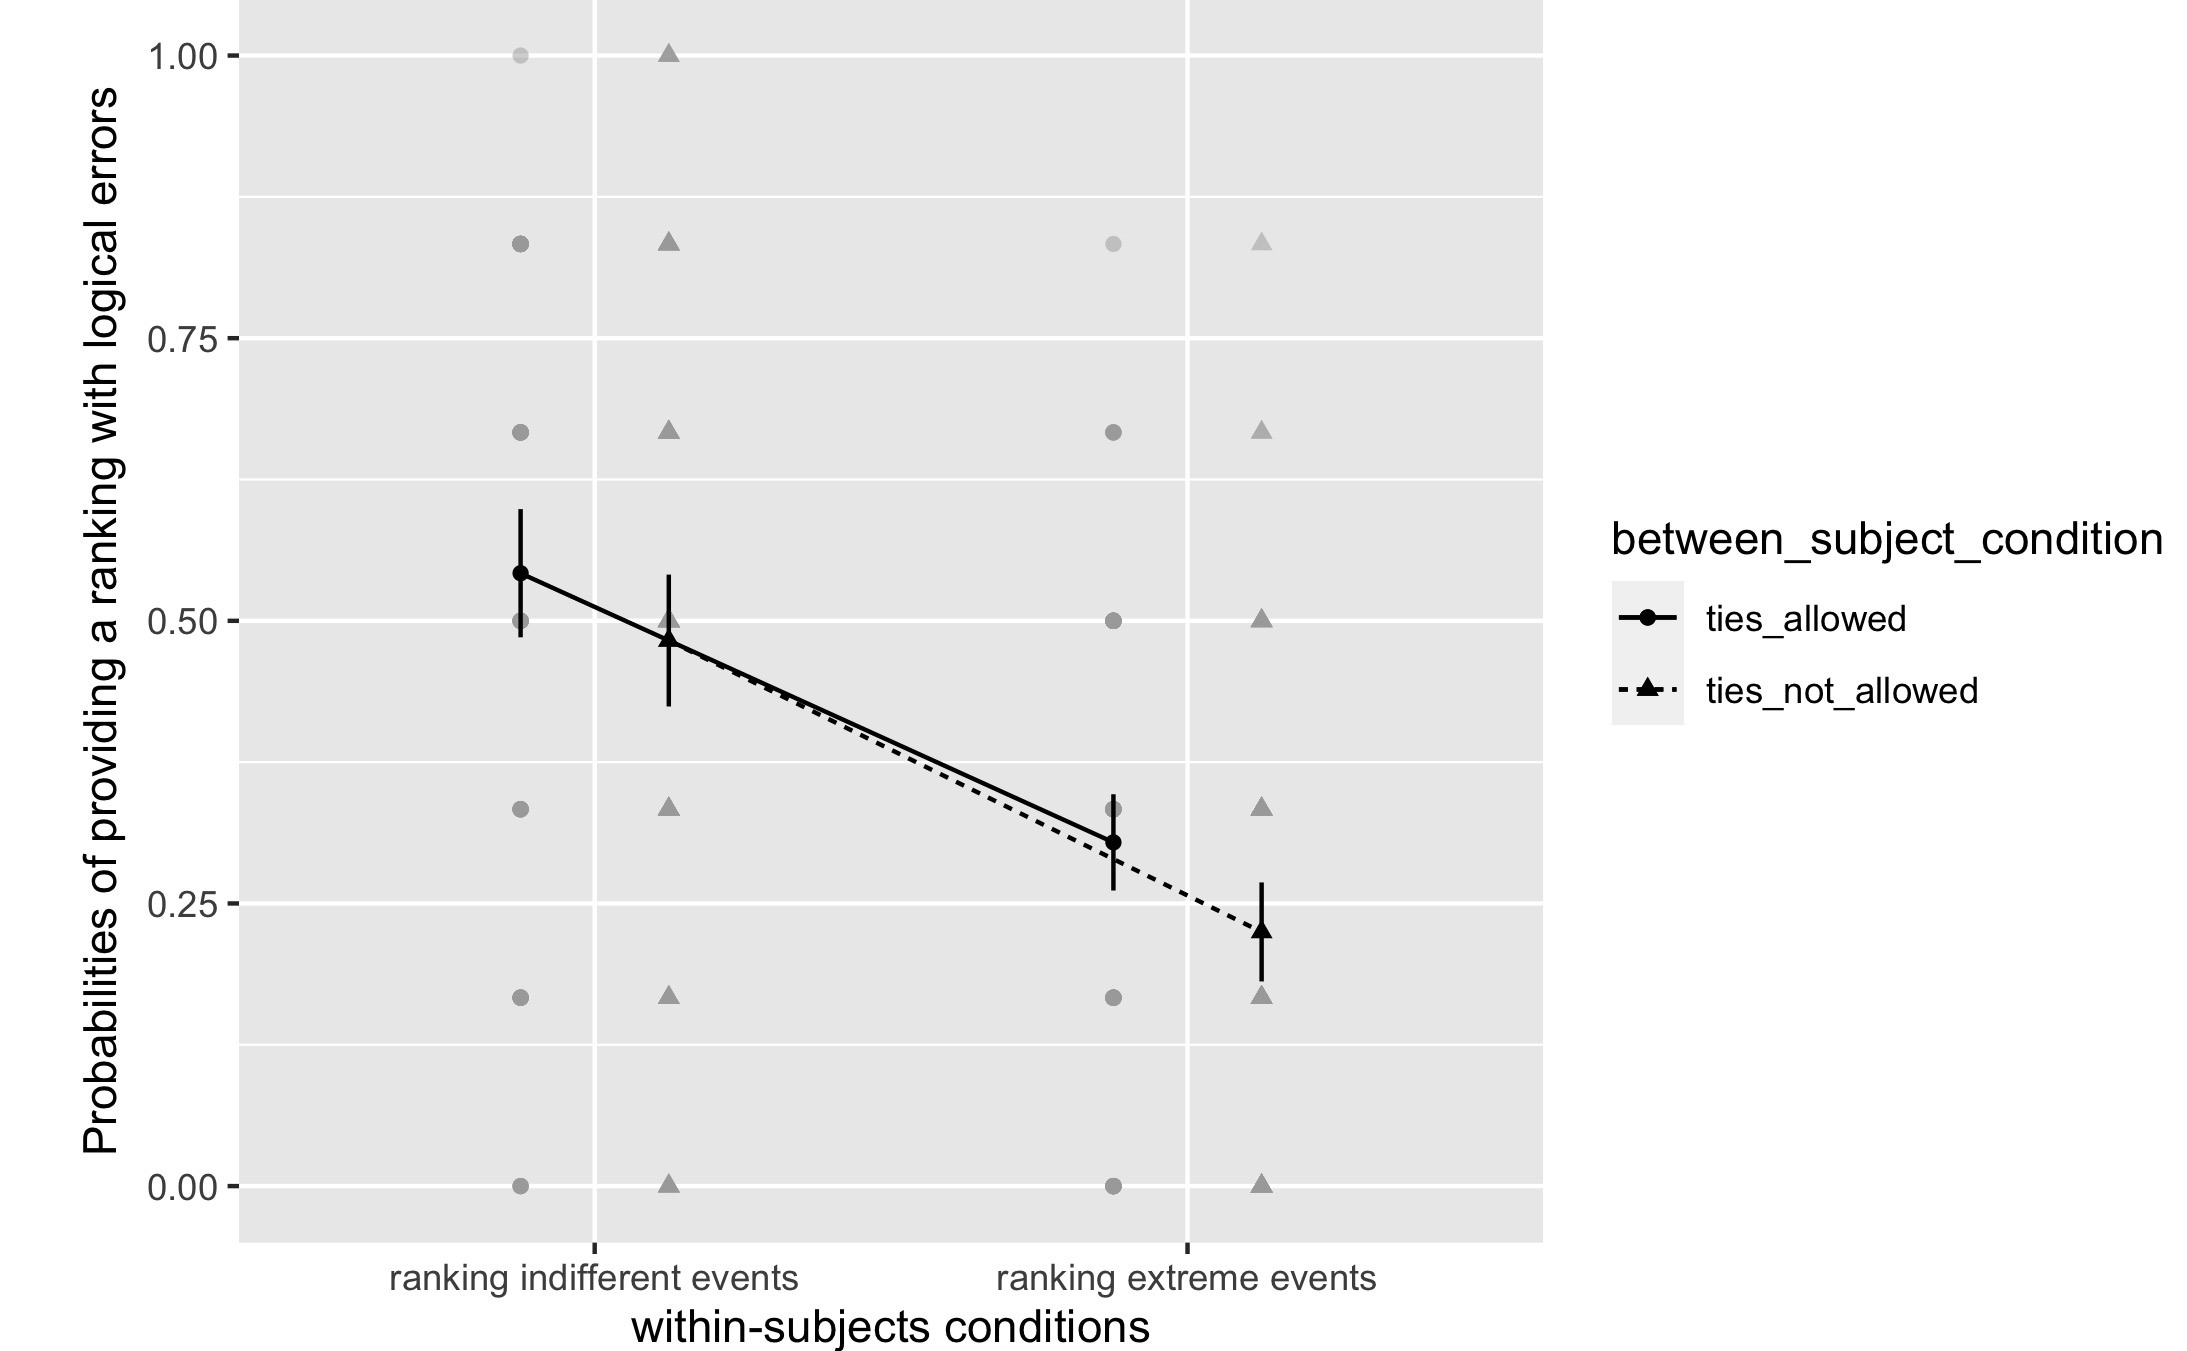 Probabilities of providing a ranking with logical errors
1.00
0.75
0.50
0.25
0.00
ranking indifferent events
ranking extreme events
within-subjects conditions
between_subject_condition
ties_allowed
ties_not_allowed